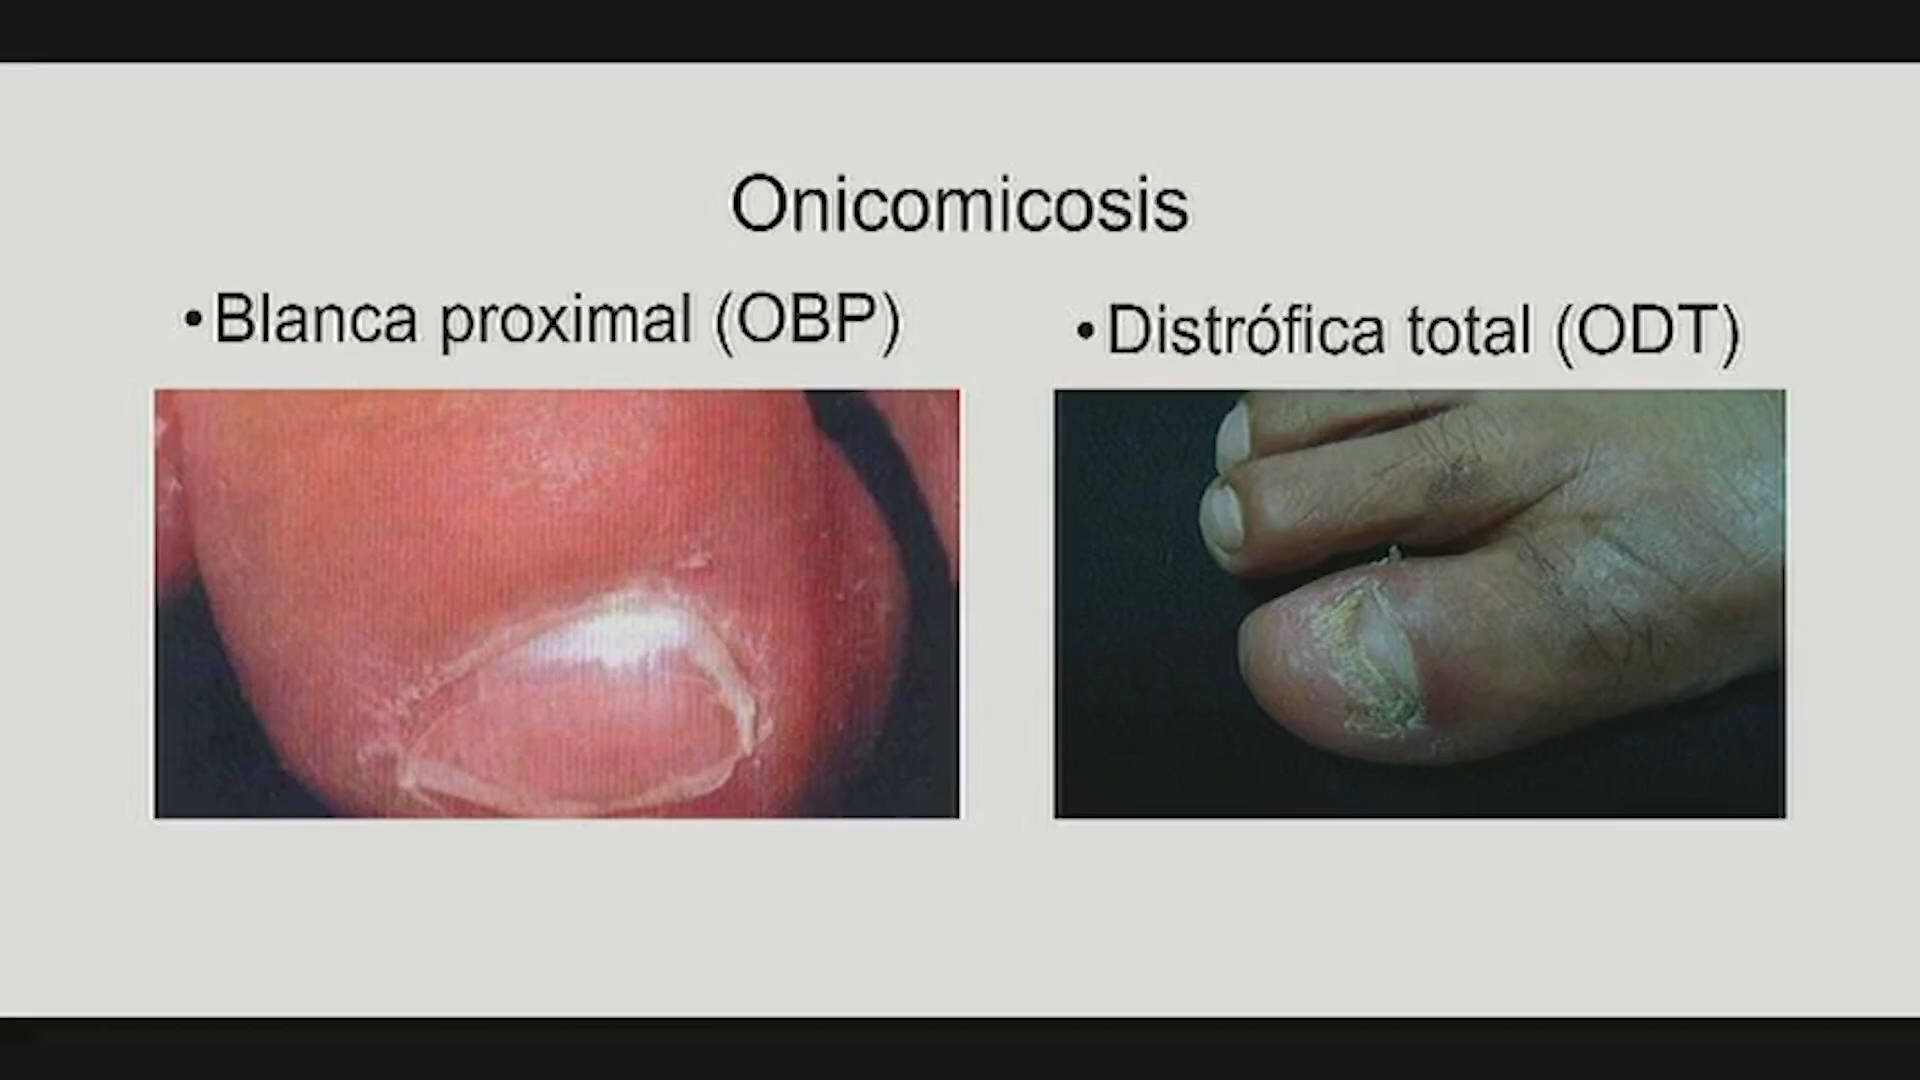 Onicomicosis
•Blanca proximal (OBP)
•Distrófica total (ODT)